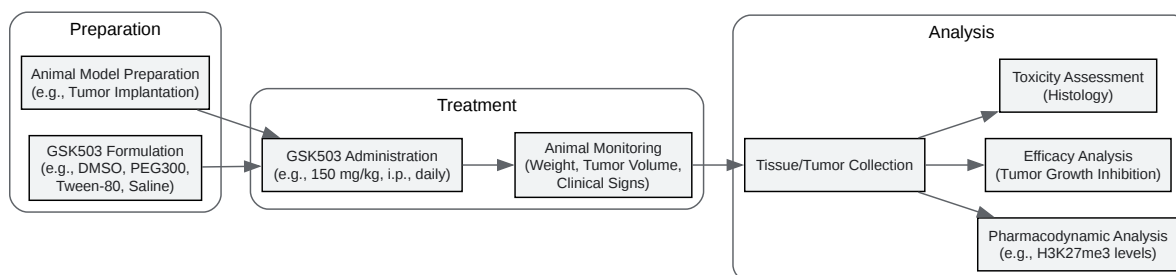 Preparation
Animal Model Preparation
(e.g., Tumor Implantation)
GSK503 Formulation
(e.g., DMSO, PEG300,
Tween-80, Saline)
Treatment
GSK503 Administration
(e.g., 150 mg/kg, i.p., daily)
Animal Monitoring
(Weight, Tumor Volume,
Clinical Signs)
Analysis
Tissue/Tumor Collection
Toxicity Assessment
(Histology)
Efficacy Analysis
(Tumor Growth Inhibition)
Pharmacodynamic Analysis
(e.g., H3K27me3 levels)